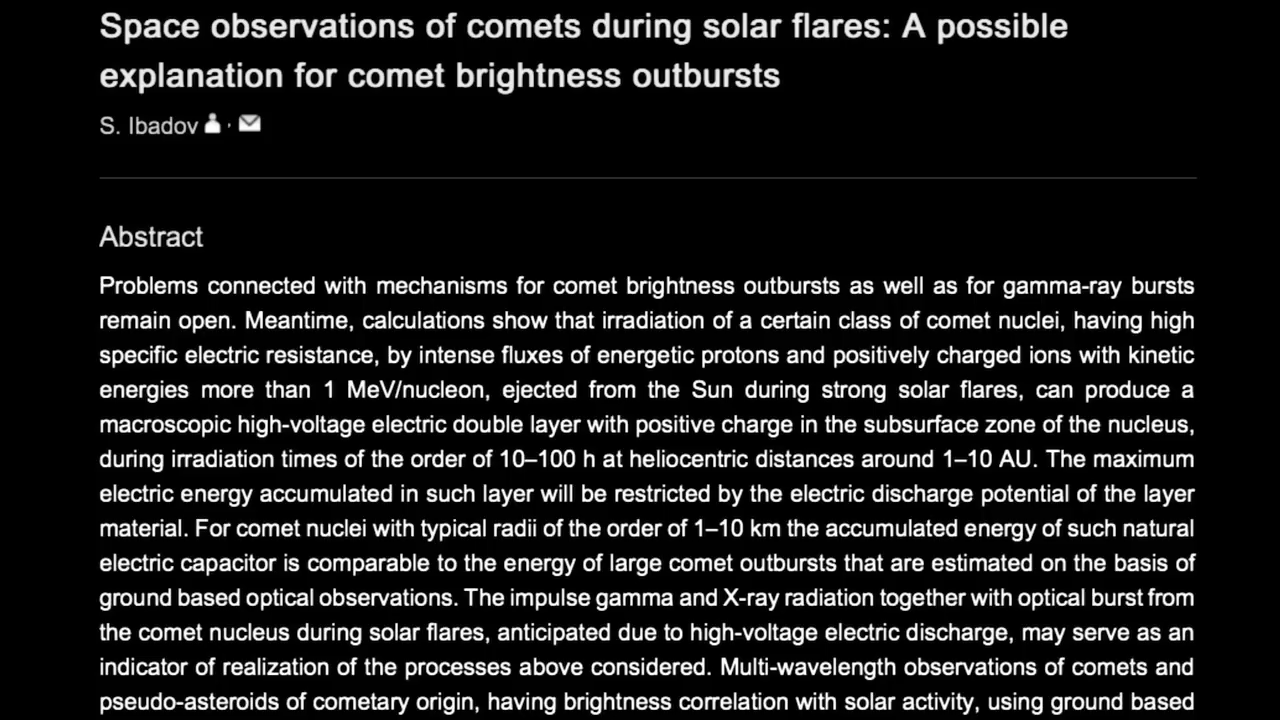 Space observations of comets during solar flares: A possible
explanation for comet brightness outbursts
S. Ibadov
Abstract
Problems connected with mechanisms for comet brightness outbursts as well as for gamma-ray bursts
remain open. Meantime, calculations show that irradiation of a certain class of comet nuclei, having high
specific electric resistance, by intense fluxes of energetic protons and positively charged ions with kinetic
energies more than 1 MeV/nucleon, ejected from the Sun during strong solar flares, can produce a
macroscopic high-voltage electric double layer with positive charge in the subsurface zone of the nucleus,
during irradiation times of the order of 10–100 h at heliocentric distances around 1–10 AU. The maximum
electric energy accumulated in such layer will be restricted by the electric discharge potential of the layer
material. For comet nuclei with typical radii of the order of 1–10 km the accumulated energy of such natural
electric capacitor is comparable to the energy of large comet outbursts that are estimated on the basis of
ground based optical observations. The impulse gamma and X-ray radiation together with optical burst from
the comet nucleus during solar flares, anticipated due to high-voltage electric discharge, may serve as an
indicator of realization of the processes above considered. Multi-wavelength observations of comets and
pseudo-asteroids of cometary origin, having brightness correlation with solar activity, using ground based